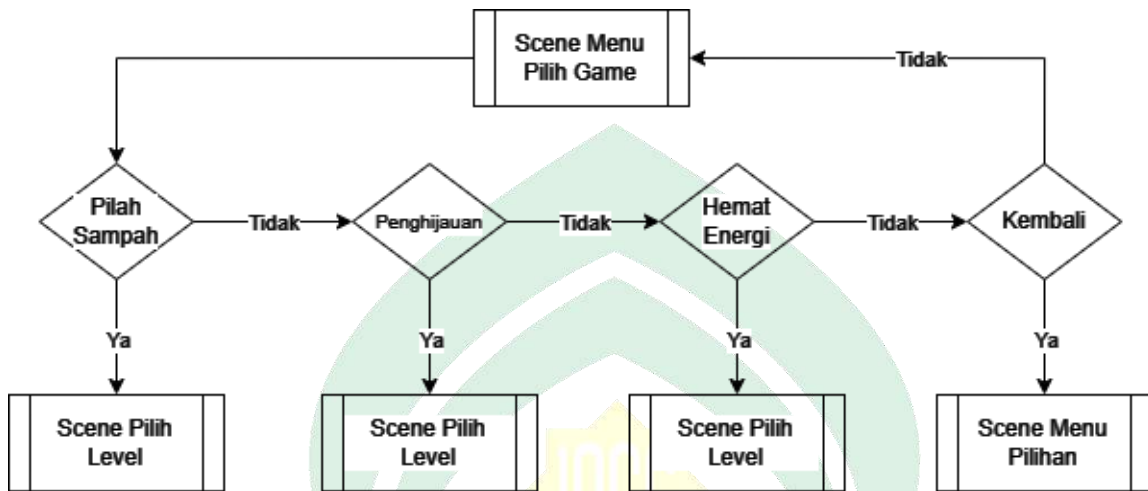 Scene Menu
Pilih Game
Tidak
Pilah
Sampah
Tidak
Penghijauan
Tidak
Hemat
Energi
Tidak
Kembali
Ya
Ya
Ya
Ya
Scene Pilih
Level
Scene Pilih
Level
Scene Pilih
Level
Scene Menu
Pilihan